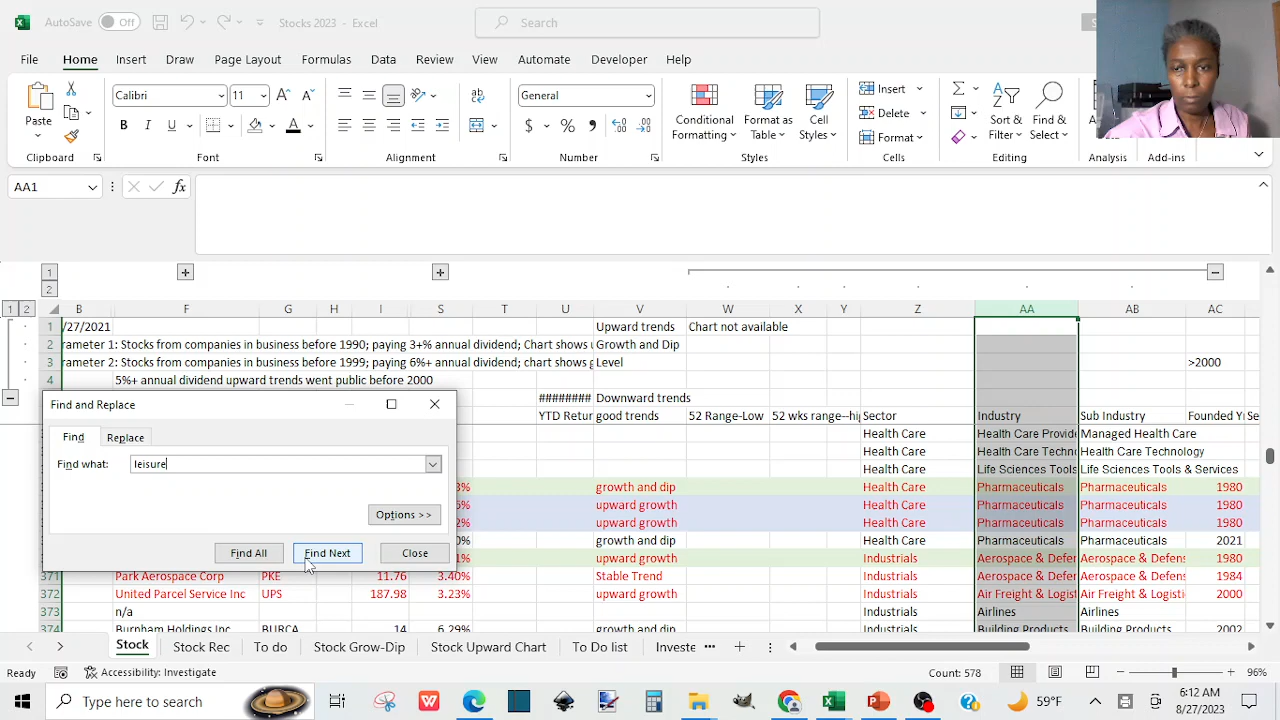 AutoSave Off Stocks 2023 - Excel Search
File Home Insert Draw Page Layout Formulas Data Review View Automate Developer Help
Paste
Clipboard
Calibri 11
B I U
Font
Alignment
General
$ %
Number
Conditional Formatting
Format as Table
Cell Styles
Styles
Insert
Delete
Format
Cells
Sort & Filter
Find & Select
Editing
Analysis
Add-ins
AA1 fx
1 2
B F G H I S T U V W X Y Z AA AB AC
1 /27/2021 Upward trends Chart not available
2 rameter 1: Stocks from companies in business before 1990; paying 3+% annual dividend; Chart shows u Growth and Dip
3 rameter 2: Stocks from companies in business before 1999; paying 6%+ annual dividend; chart shows g Level >2000
4 5%+ annual dividend upward trends went public before 2000
######## Downward trends
YTD Retur good trends 52 Range-Low 52 wks range--hi Sector Industry Sub Industry Founded Y
Health Care Health Care Provide Managed Health Care
Health Care Health Care Techn Health Care Technology
Health Care Life Sciences Tools Life Sciences Tools & Services
growth and dip Health Care Pharmaceuticals Pharmaceuticals 1980
upward growth Health Care Pharmaceuticals Pharmaceuticals 1980
upward growth Health Care Pharmaceuticals Pharmaceuticals 1980
growth and dip Health Care Pharmaceuticals Pharmaceuticals 2021
upward growth Industrials Aerospace & Defen Aerospace & Defens 1980
371 Park Aerospace Corp PKE 11.76 3.40% Stable Trend Industrials Aerospace & Defen Aerospace & Defens 1984
372 United Parcel Service Inc UPS 187.98 3.23% upward growth Industrials Air Freight & Logist Air Freight & Logisti 2000
373 n/a Industrials Airlines Airlines
374 Burnham Holdings Inc BURCA 14 6.29% growth and dip Industrials Building Products Building Products 2002
Find and Replace
Find Replace
Find what: leisure
Options >>
Find All Find Next Close
Stock Stock Rec To do Stock Grow-Dip Stock Upward Chart To Do list Investe ...
Ready Accessibility: Investigate Count: 578 96%
Type here to search 59°F 6:12 AM
8/27/2023